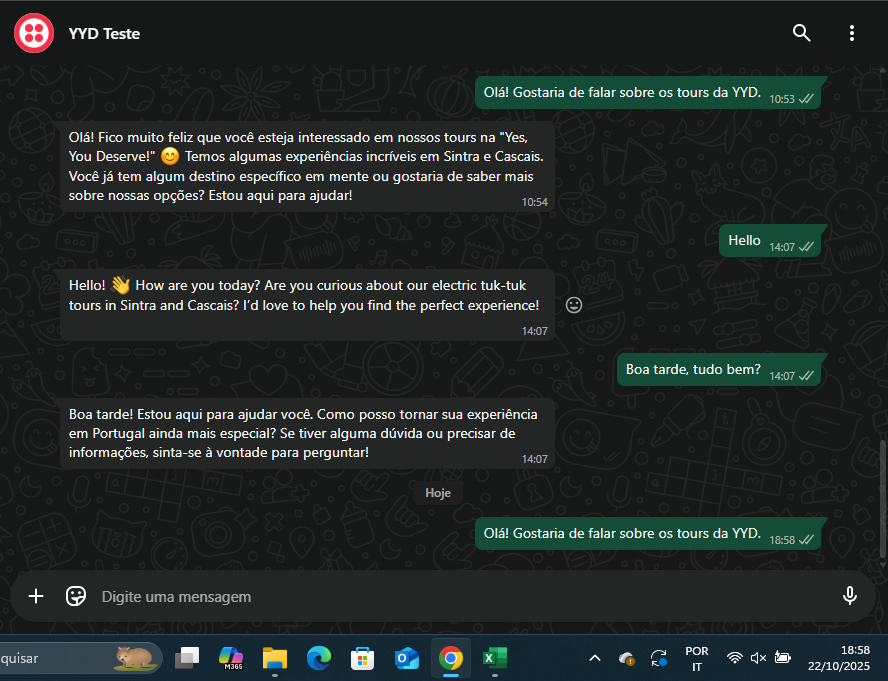 YYD Teste
Olá! Gostaria de falar sobre os tours da YYD.
10:53
Olá! Fico muito feliz que você esteja interessado em nossos tours na "Yes,
You Deserve!" 😊 Temos algumas experiências incríveis em Sintra e Cascais.
Você já tem algum destino específico em mente ou gostaria de saber mais
sobre nossas opções? Estou aqui para ajudar!
10:54
Hello
14:07
Hello! 👋 How are you today? Are you curious about our electric tuk-tuk
tours in Sintra and Cascais? I'd love to help you find the perfect experience!
14:07
Boa tarde, tudo bem?
14:07
Boa tarde! Estou aqui para ajudar você. Como posso tornar sua experiência
em Portugal ainda mais especial? Se tiver alguma dúvida ou precisar de
informações, sinta-se à vontade para perguntar!
14:07
Hoje
Olá! Gostaria de falar sobre os tours da YYD.
18:58
Digite uma mensagem
quisar
M365
POR
IT
18:58
22/10/2025